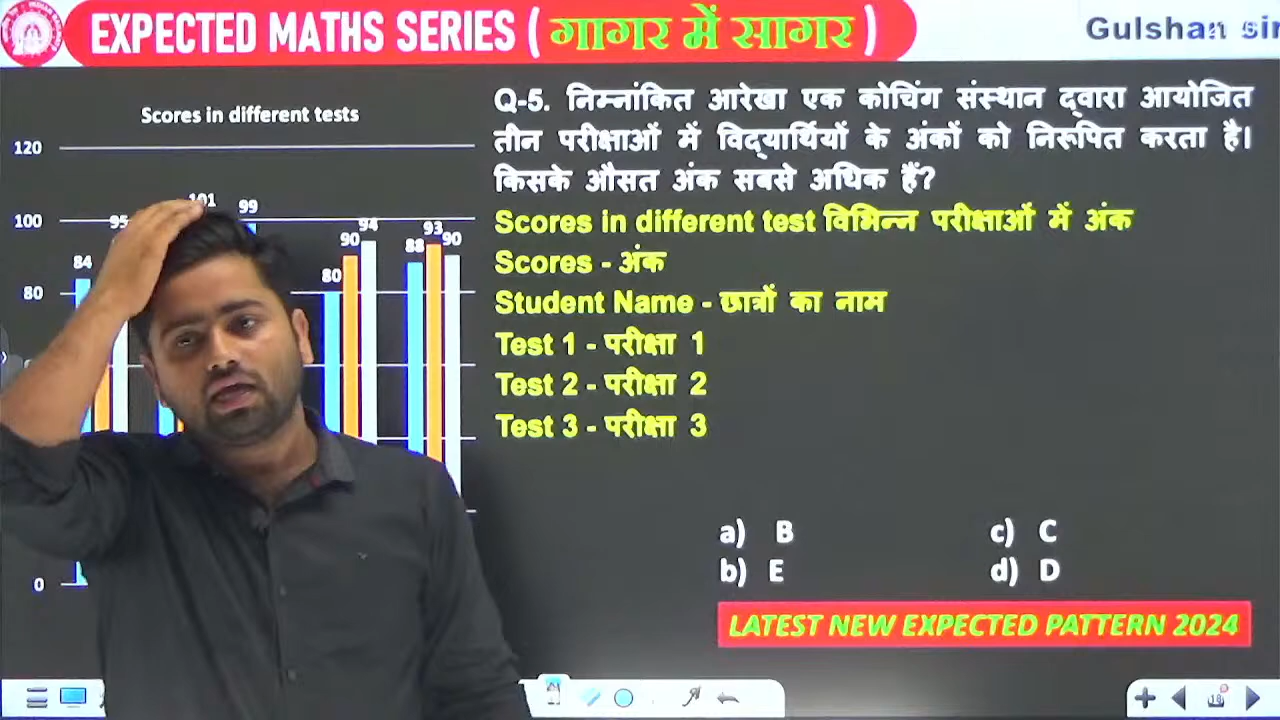 EXPECTED MATHS SERIES ( गागर में सागर )
Gulshan sir
Scores in different tests
120
100
80
0
84
95
101
99
80
90
94
88
93
90
Q-5. निम्नांकित आरेखा एक कोचिंग संस्थान द्वारा आयोजित
तीन परीक्षाओं में विद्यार्थियों के अंकों को निरूपित करता है।
किसके औसत अंक सबसे अधिक हैं?
Scores in different test विभिन्न परीक्षाओं में अंक
Scores - अंक
Student Name - छात्रों का नाम
Test 1 - परीक्षा 1
Test 2 - परीक्षा 2
Test 3 - परीक्षा 3
a) B
c) C
b) E
d) D
LATEST NEW EXPECTED PATTERN 2024
18